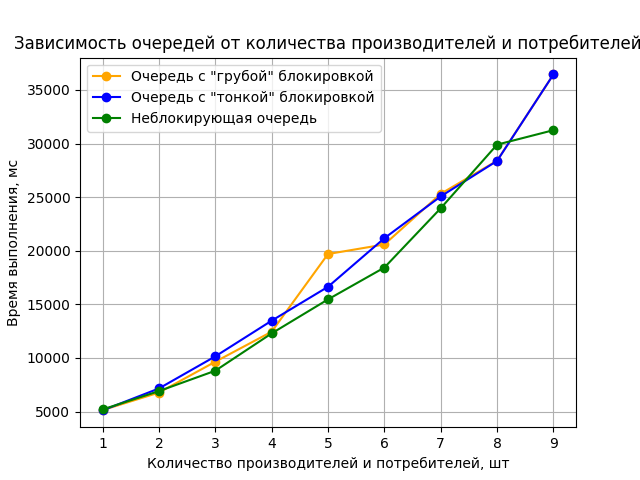 Зависимость очередей от количества производителей и потребителей
Очередь с "грубой" блокировкой
Очередь с "тонкой" блокировкой
Неблокирующая очередь
Время выполнения, мс
35000
30000
25000
20000
15000
10000
5000
1 2 3 4 5 6 7 8 9
Количество производителей и потребителей, шт